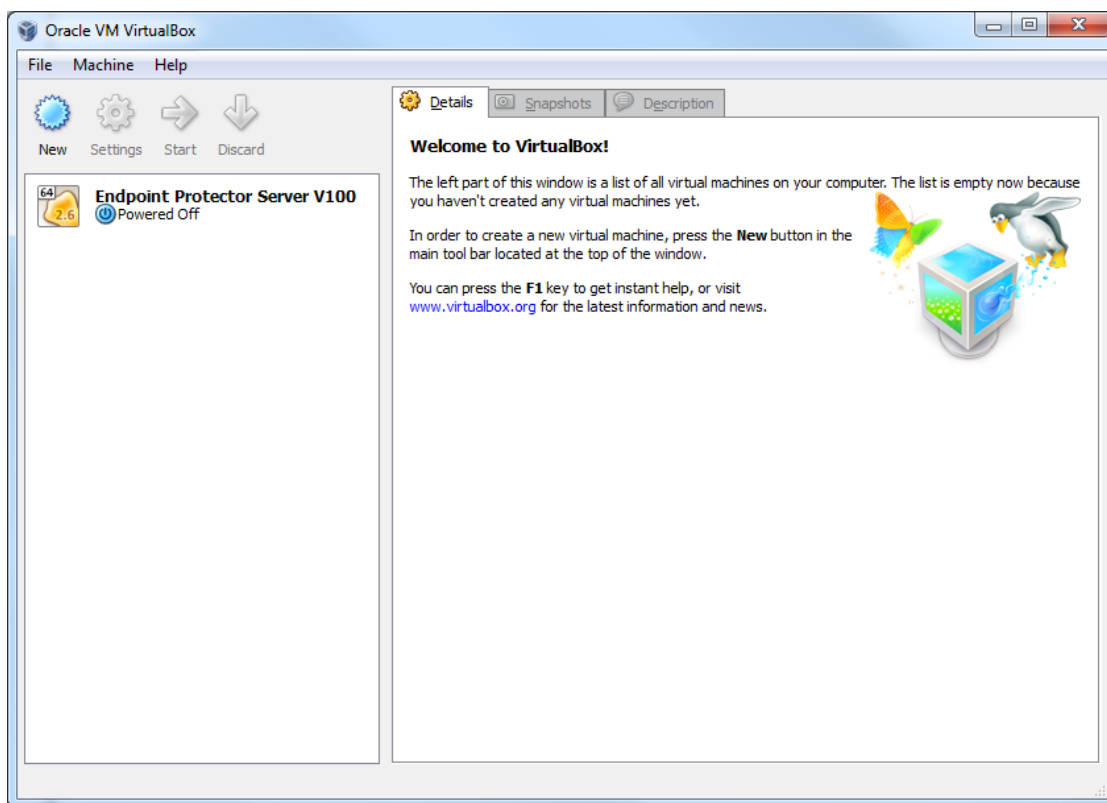 Oracle VM VirtualBox
File Machine Help
New Settings Start Discard
64
2.6
Endpoint Protector Server V100
Powered Off
Details Snapshots Description
Welcome to VirtualBox!
The left part of this window is a list of all virtual machines on your computer. The list is empty now because
you haven't created any virtual machines yet.
In order to create a new virtual machine, press the New button in the
main tool bar located at the top of the window.
You can press the F1 key to get instant help, or visit
www.virtualbox.org for the latest information and news.